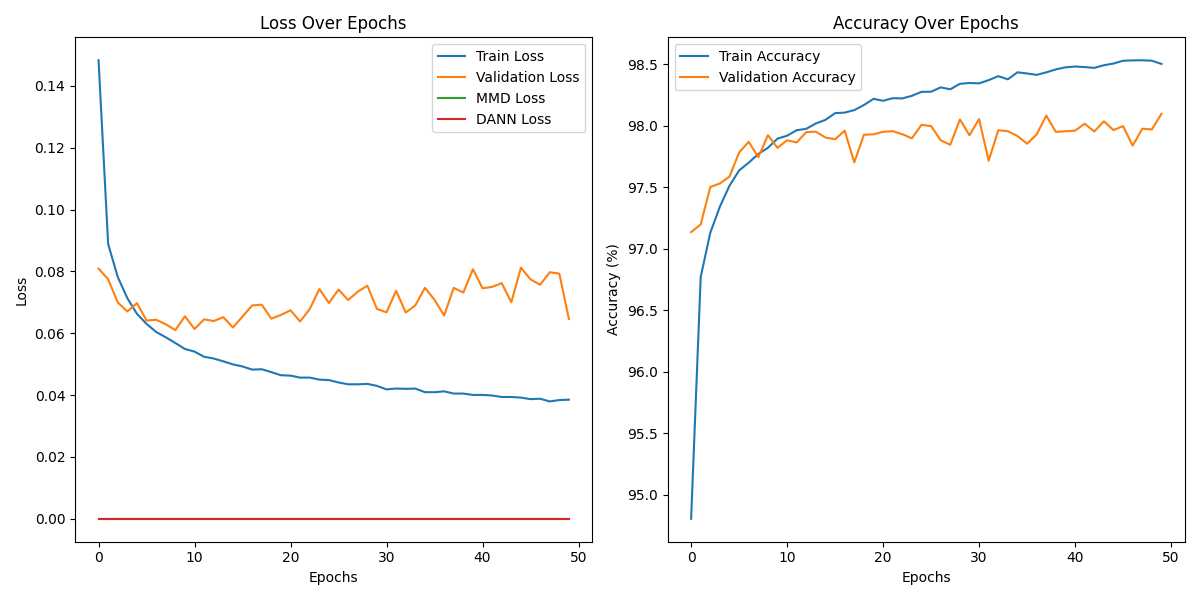 Loss Over Epochs
Train Loss
Validation Loss
MMD Loss
DANN Loss
0.14
0.12
0.10
0.08
0.06
0.04
0.02
0.00
Loss
0
10
20
30
40
50
Epochs
Accuracy Over Epochs
Train Accuracy
Validation Accuracy
98.5
98.0
97.5
97.0
96.5
96.0
95.5
95.0
Accuracy (%)
0
10
20
30
40
50
Epochs